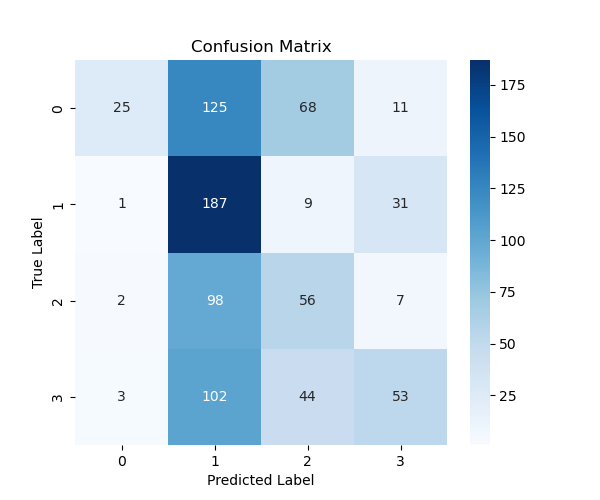 Confusion Matrix
0 25 125 68 11
1 1 187 9 31
2 2 98 56 7
3 3 102 44 53
0 1 2 3
True Label
Predicted Label
175
150
125
100
75
50
25